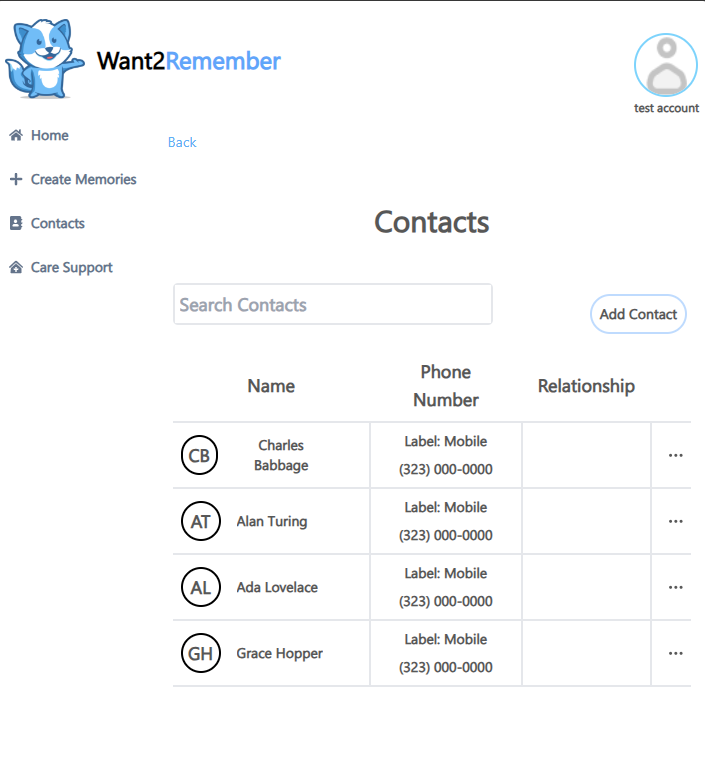 Want2Remember
test account
Home
Create Memories
Contacts
Care Support
Back
Contacts
Search Contacts
Add Contact
Name
Phone
Number
Relationship
CB
Charles
Babbage
Label: Mobile
(323) 000-0000
...
AT
Alan Turing
Label: Mobile
(323) 000-0000
...
AL
Ada Lovelace
Label: Mobile
(323) 000-0000
...
GH
Grace Hopper
Label: Mobile
(323) 000-0000
...